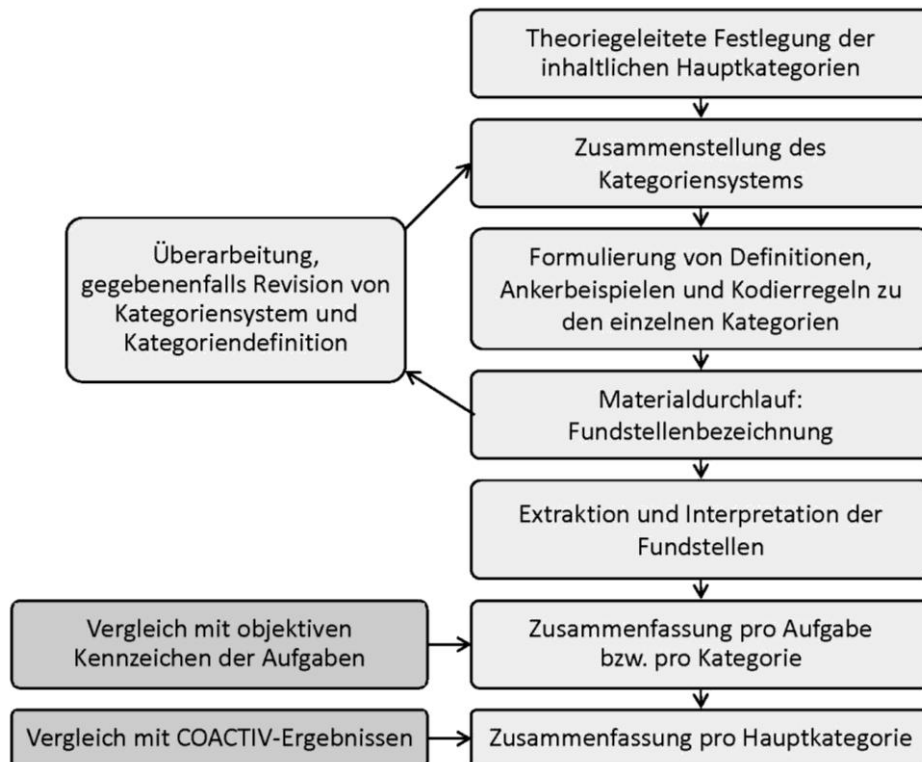 Theoriegeleitete Festlegung der
inhaltlichen Hauptkategorien
Zusammenstellung des
Kategoriensystems
Überarbeitung,
gegebenenfalls Revision von
Kategoriensystem und
Kategoriendefinition
Formulierung von Definitionen,
Ankerbeispielen und Kodierregeln zu
den einzelnen Kategorien
Materialdurchlauf:
Fundstellenbezeichnung
Extraktion und Interpretation der
Fundstellen
Vergleich mit objektiven
Kennzeichen der Aufgaben
Zusammenfassung pro Aufgabe
bzw. pro Kategorie
Vergleich mit COACTIV-Ergebnissen
Zusammenfassung pro Hauptkategorie